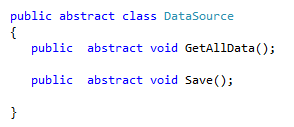 public abstract class DataSource
{
public  abstract void GetAllData();
public  abstract void Save();
}